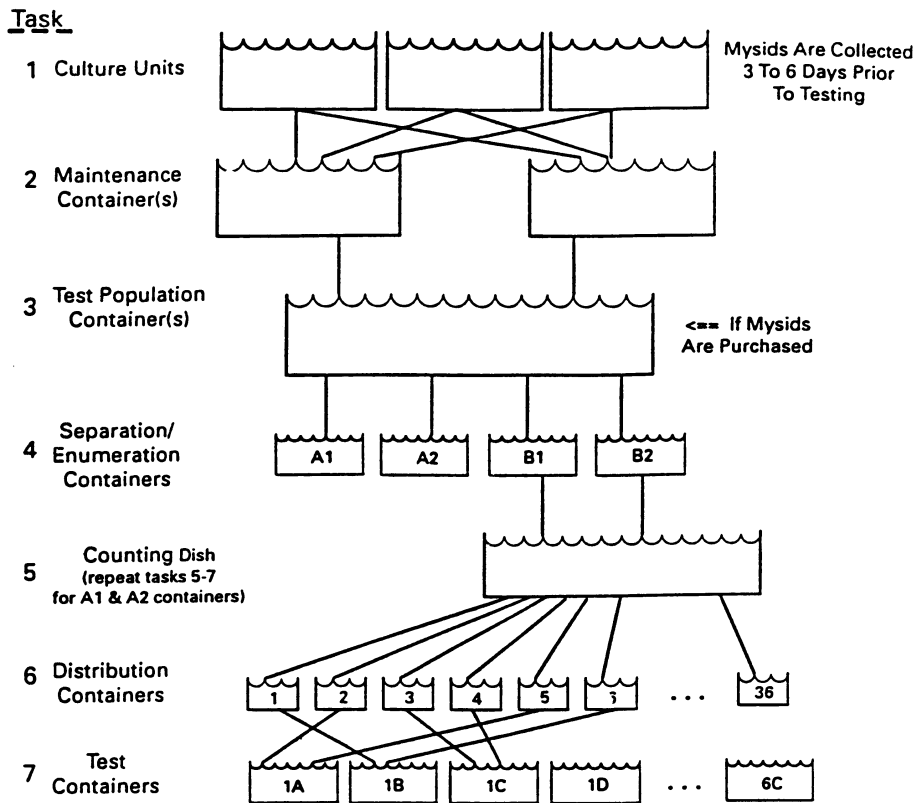 Task
1 Culture Units
Mysids Are Collected
3 To 6 Days Prior
To Testing
2 Maintenance
Container(s)
3 Test Population
Container(s)
<== If Mysids
Are Purchased
4 Separation/
Enumeration
Containers
A1 A2 B1 B2
5 Counting Dish
(repeat tasks 5-7
for A1 & A2 containers)
6 Distribution
Containers
1 2 3 4 5 6 ... 36
7 Test
Containers
1A 1B 1C 1D ... 6C